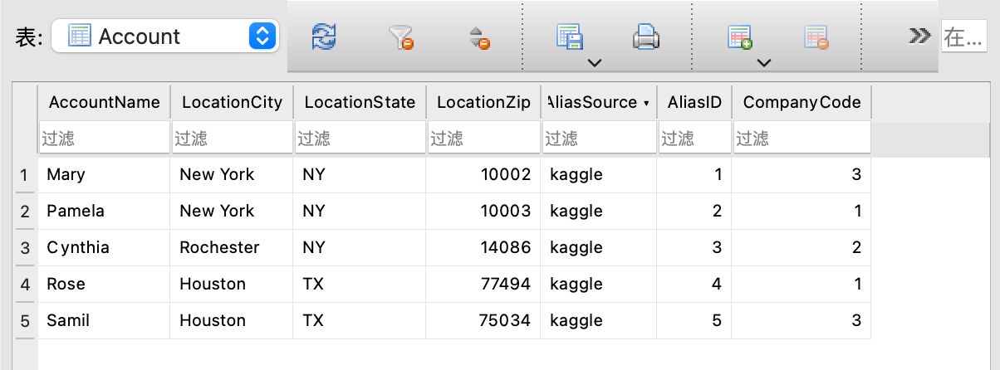 表: Account 在...
AccountName LocationCity LocationState LocationZip AliasSource AliasID CompanyCode
过滤 过滤 过滤 过滤 过滤 过滤 过滤
1 Mary New York NY 10002 kaggle 1 3
2 Pamela New York NY 10003 kaggle 2 1
3 Cynthia Rochester NY 14086 kaggle 3 2
4 Rose Houston TX 77494 kaggle 4 1
5 Samil Houston TX 75034 kaggle 5 3